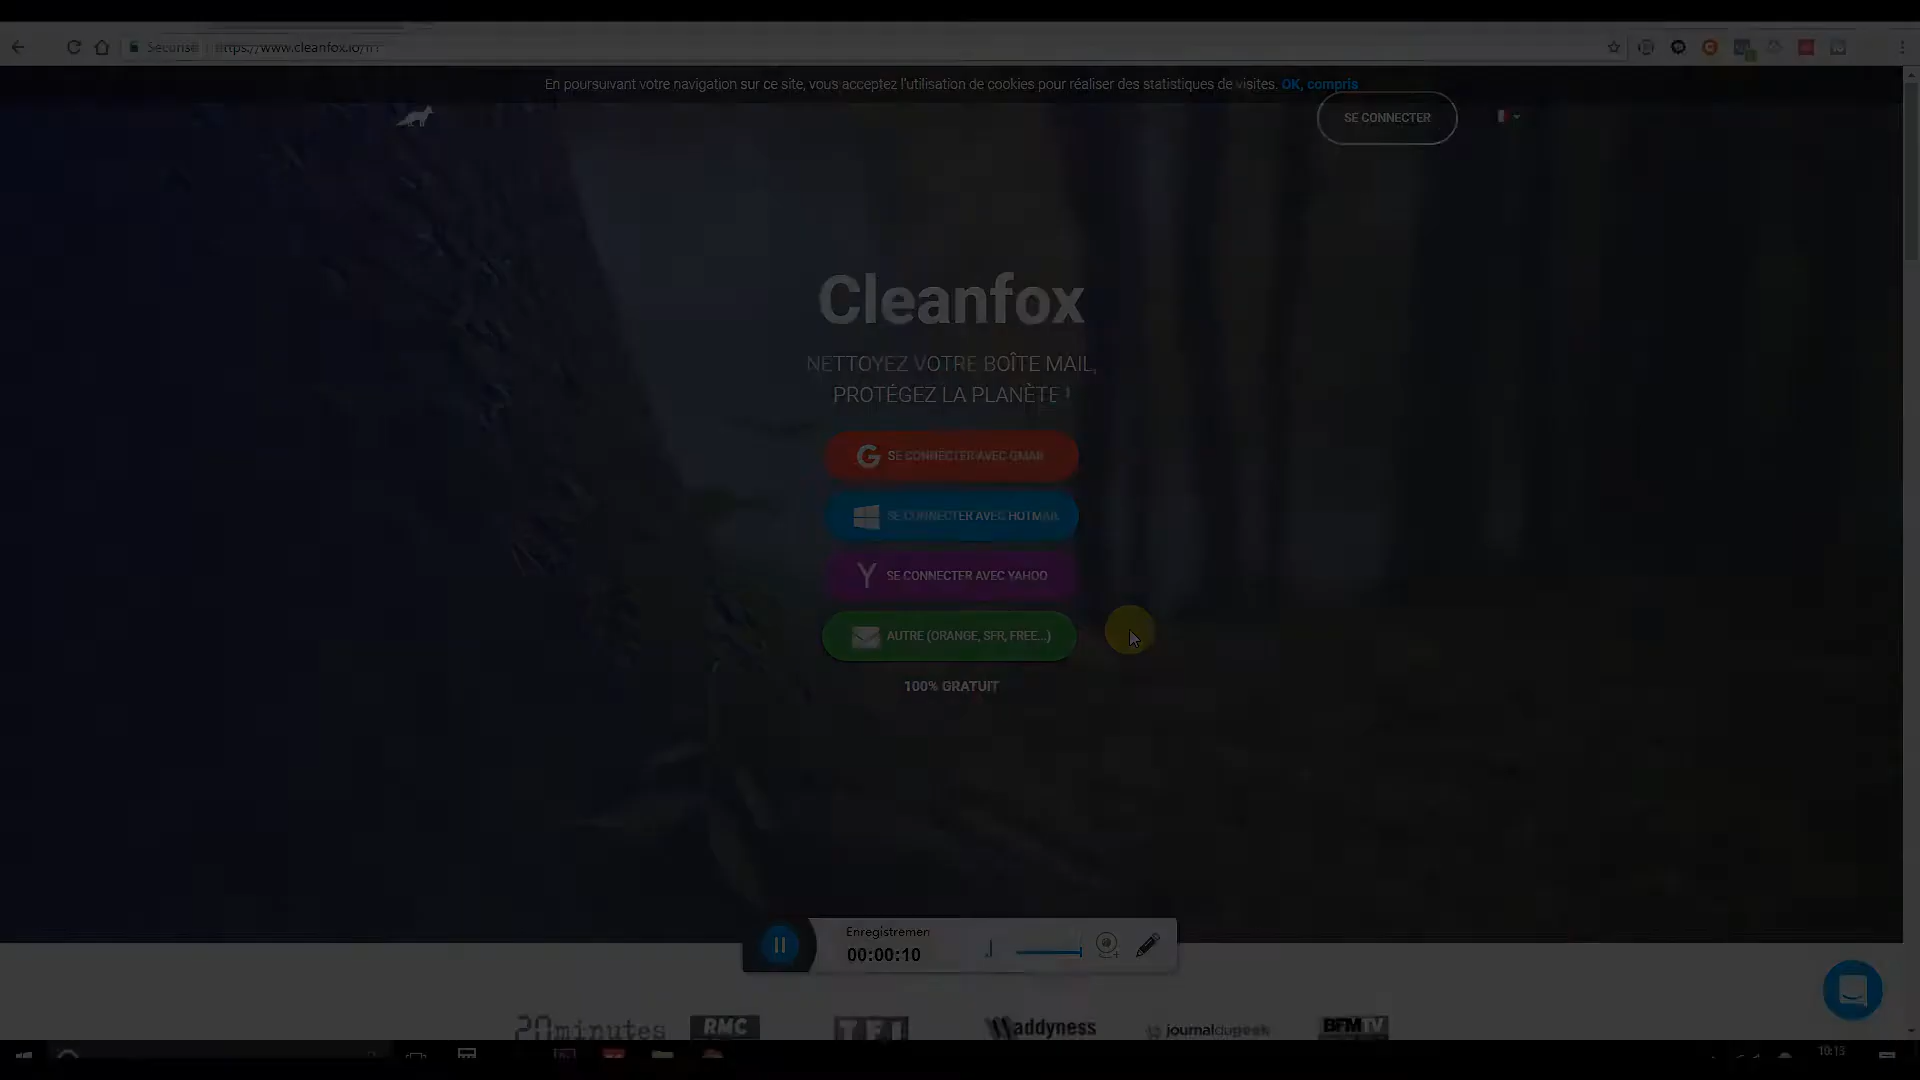 Sécurisé https://www.cleanfox.io/fr
En poursuivant votre navigation sur ce site, vous acceptez l'utilisation de cookies pour réaliser des statistiques de visites. OK, compris
SE CONNECTER
Cleanfox
NETTOYEZ VOTRE BOÎTE MAIL,
PROTÉGEZ LA PLANÈTE !
G SE CONNECTER AVEC GMAIL
SE CONNECTER AVEC HOTMAIL
Y SE CONNECTER AVEC YAHOO
AUTRE (ORANGE, SFR, FREE...)
100% GRATUIT
Enregistremen
00:00:10
20minutes RMC TF1 Maddyness journaldugeek BFMTV
10:13